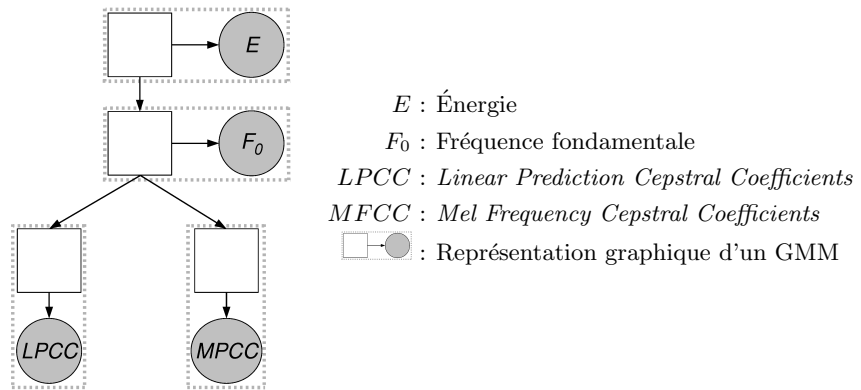 E
F0
LPCC MPCC
E : Énergie
F0 : Fréquence fondamentale
LPCC : Linear Prediction Cepstral Coefficients
MFCC : Mel Frequency Cepstral Coefficients
: Représentation graphique d'un GMM